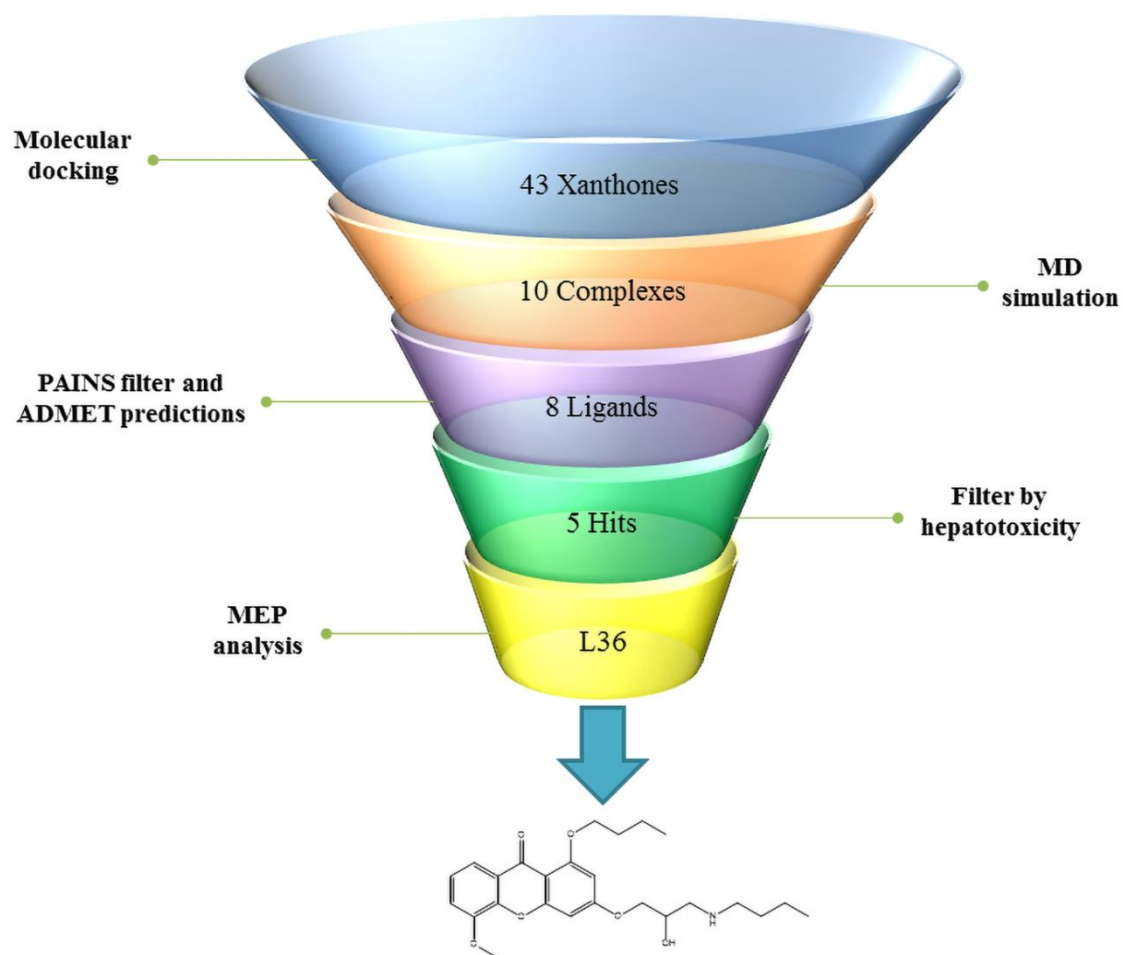 Molecular
docking
43 Xanthones
10 Complexes
MD
simulation
PAINS filter and
ADMET predictions
8 Ligands
5 Hits
Filter by
hepatotoxicity
MEP
analysis
L36
O
O
O
O
O
N
H
OH